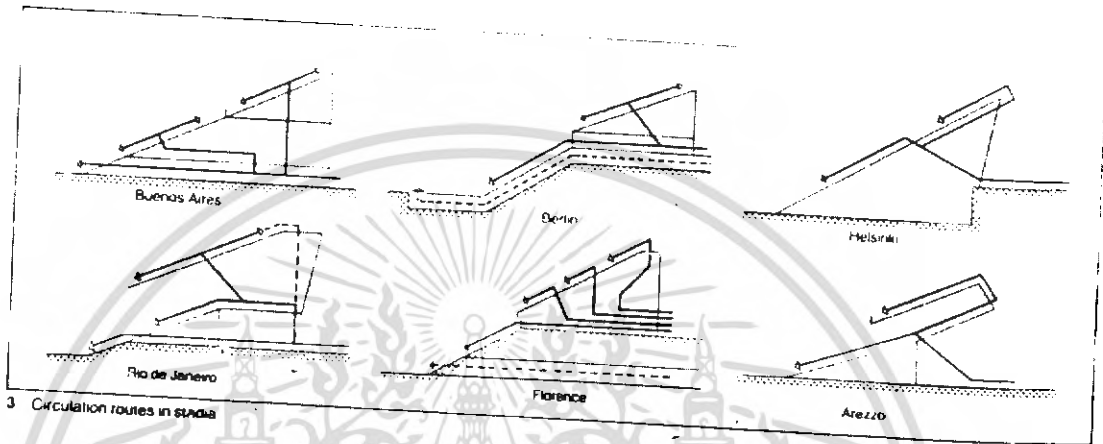 Buenos Aires
Berlin
Helsinki
Rio de Janeiro
Florence
Arezzo
3 Circulation routes in stadia